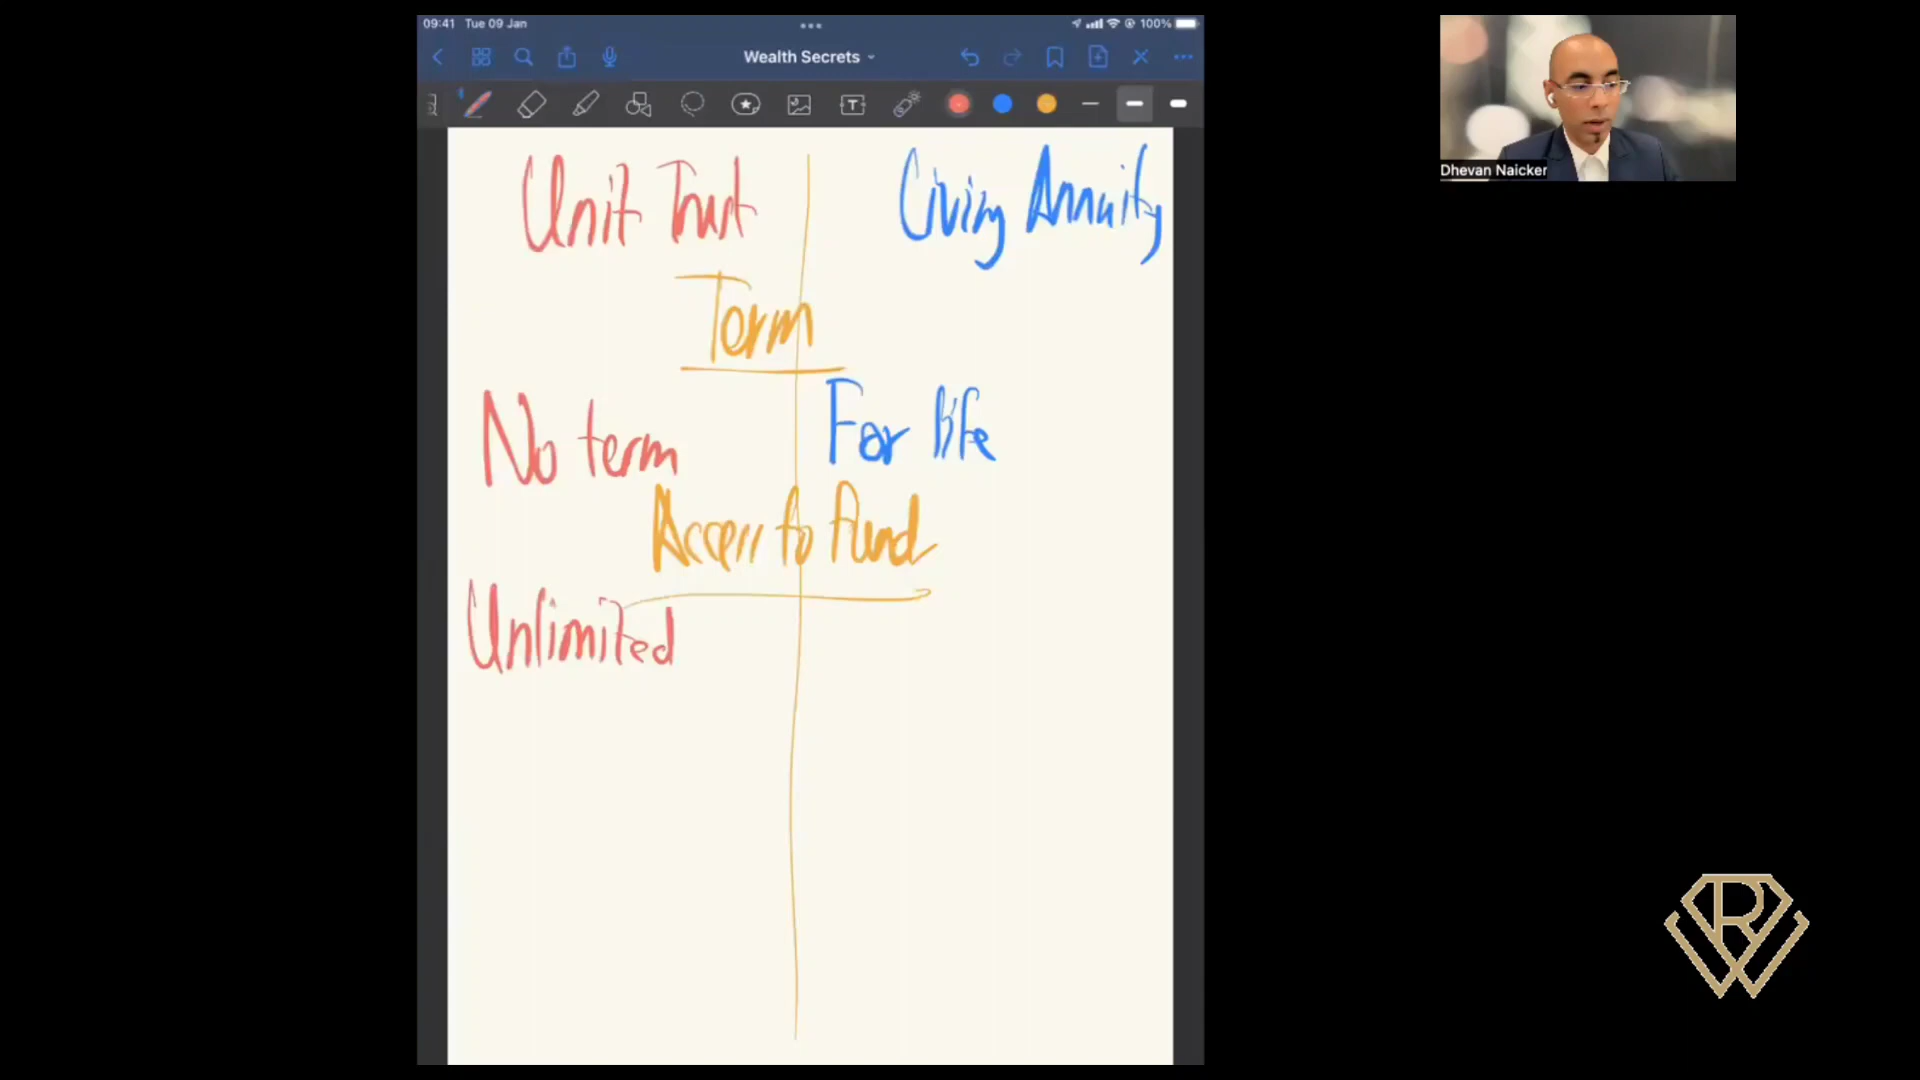 09:41 Tue 09 Jan
100%
Wealth Secrets
Unit Trust
Living Annuity
Term
No term
For life
Access to Fund
Unlimited
Dhevan Naicker
RW